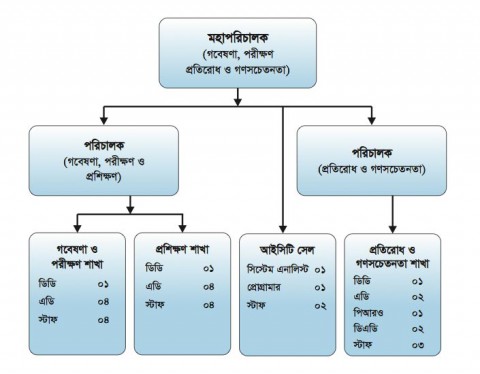 মহাপরিচালক
(গবেষণা, পরীক্ষণ
প্রতিরোধ ও গণসচেতনতা)
পরিচালক
(গবেষণা, পরীক্ষণ ও
প্রশিক্ষণ)
পরিচালক
(প্রতিরোধ ও গণসচেতনতা)
গবেষণা ও
পরীক্ষণ শাখা
ডিডি ০১
এডি ০৪
স্টাফ ০৪
প্রশিক্ষণ শাখা
ডিডি ০১
এডি ০৪
স্টাফ ০৪
আইসিটি সেল
সিস্টেম এনালিস্ট ০১
প্রোগ্রামার ০১
স্টাফ ০২
প্রতিরোধ ও
গণসচেতনতা শাখা
ডিডি ০১
এডি ০২
পিআরও ০১
ডিএডি ০২
স্টাফ ০৩